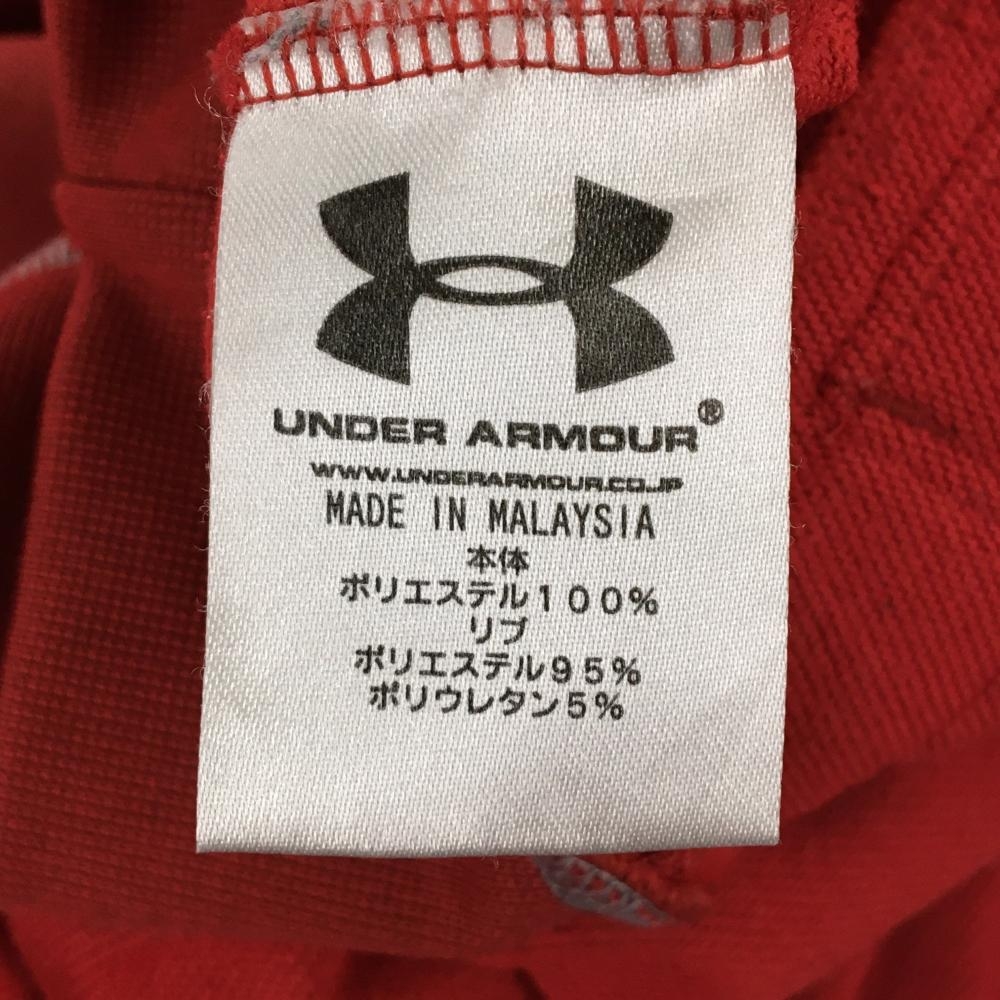 UNDER ARMOUR®
WWW.UNDERARMOUR.CO.JP
MADE IN MALAYSIA
本体
ポリエステル100%
リブ
ポリエステル95%
ポリウレタン5%